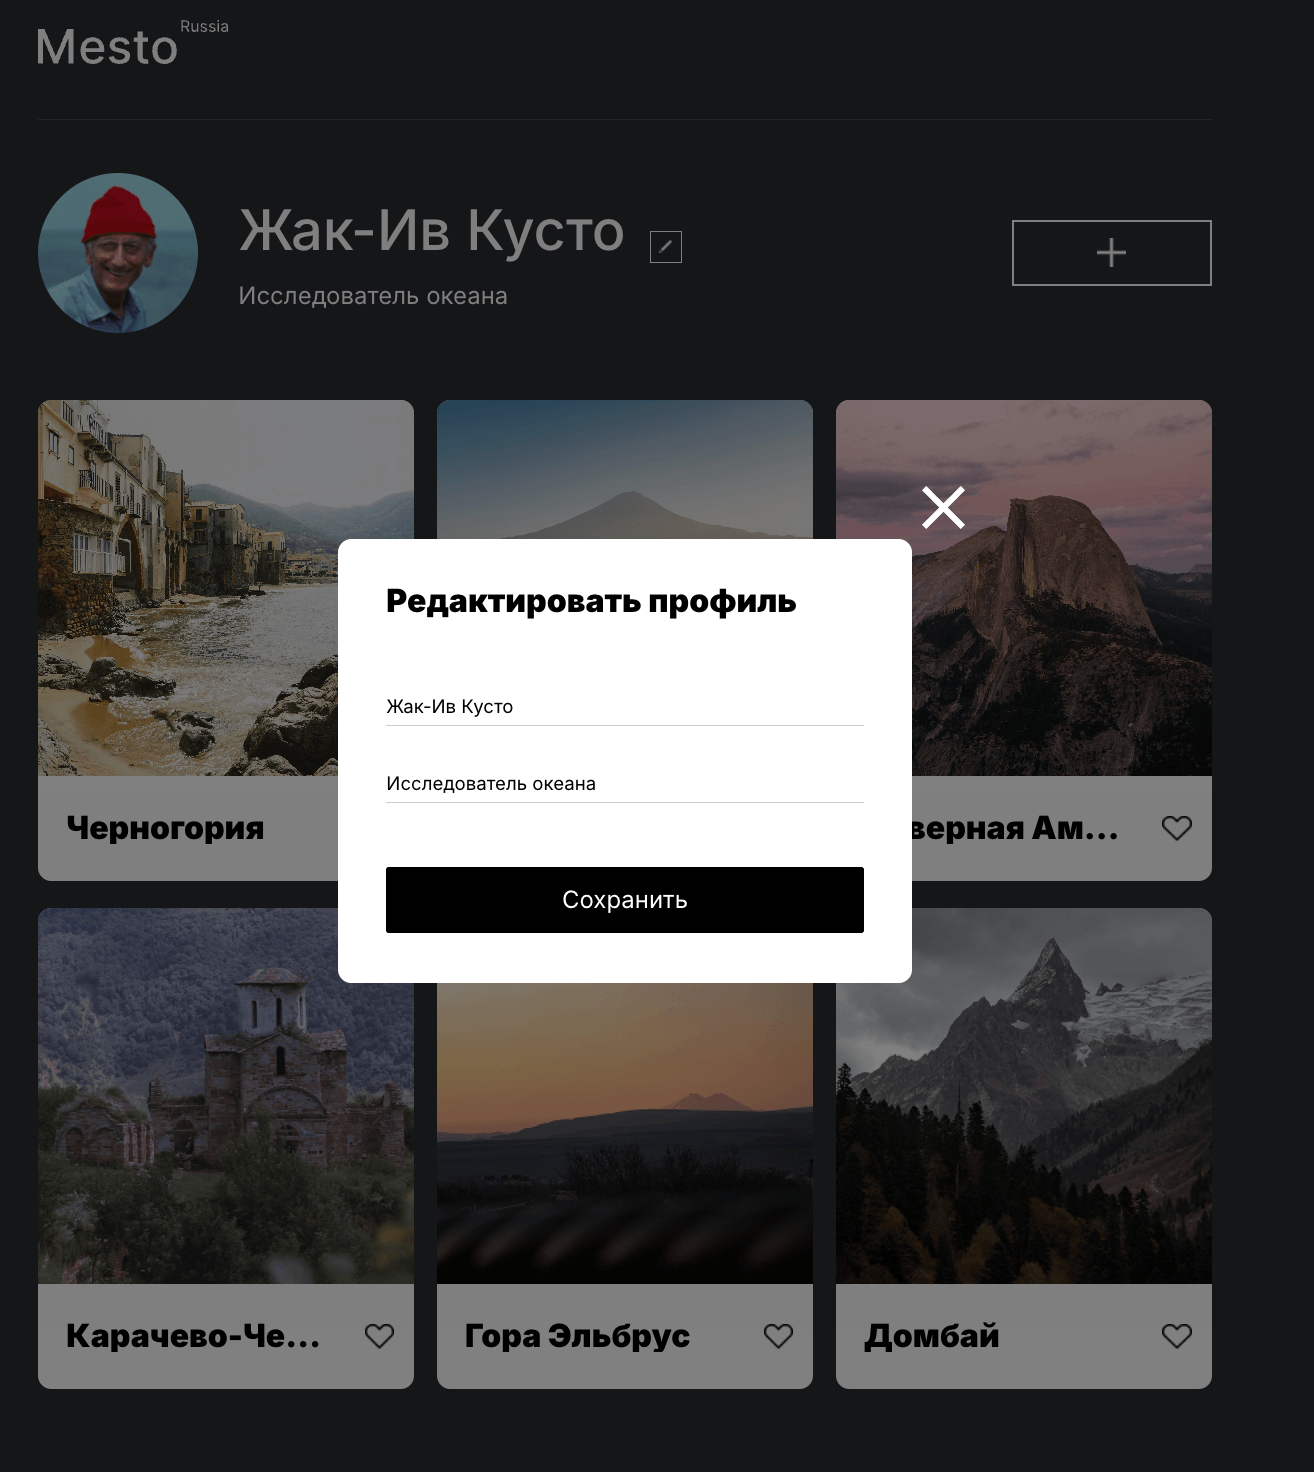 Mesto Russia
Жак-Ив Кусто
Исследователь океана
Редактировать профиль
Жак-Ив Кусто
Исследователь океана
Сохранить
Черногория
верная Ам...
Карачево-Че...
Гора Эльбрус
Домбай